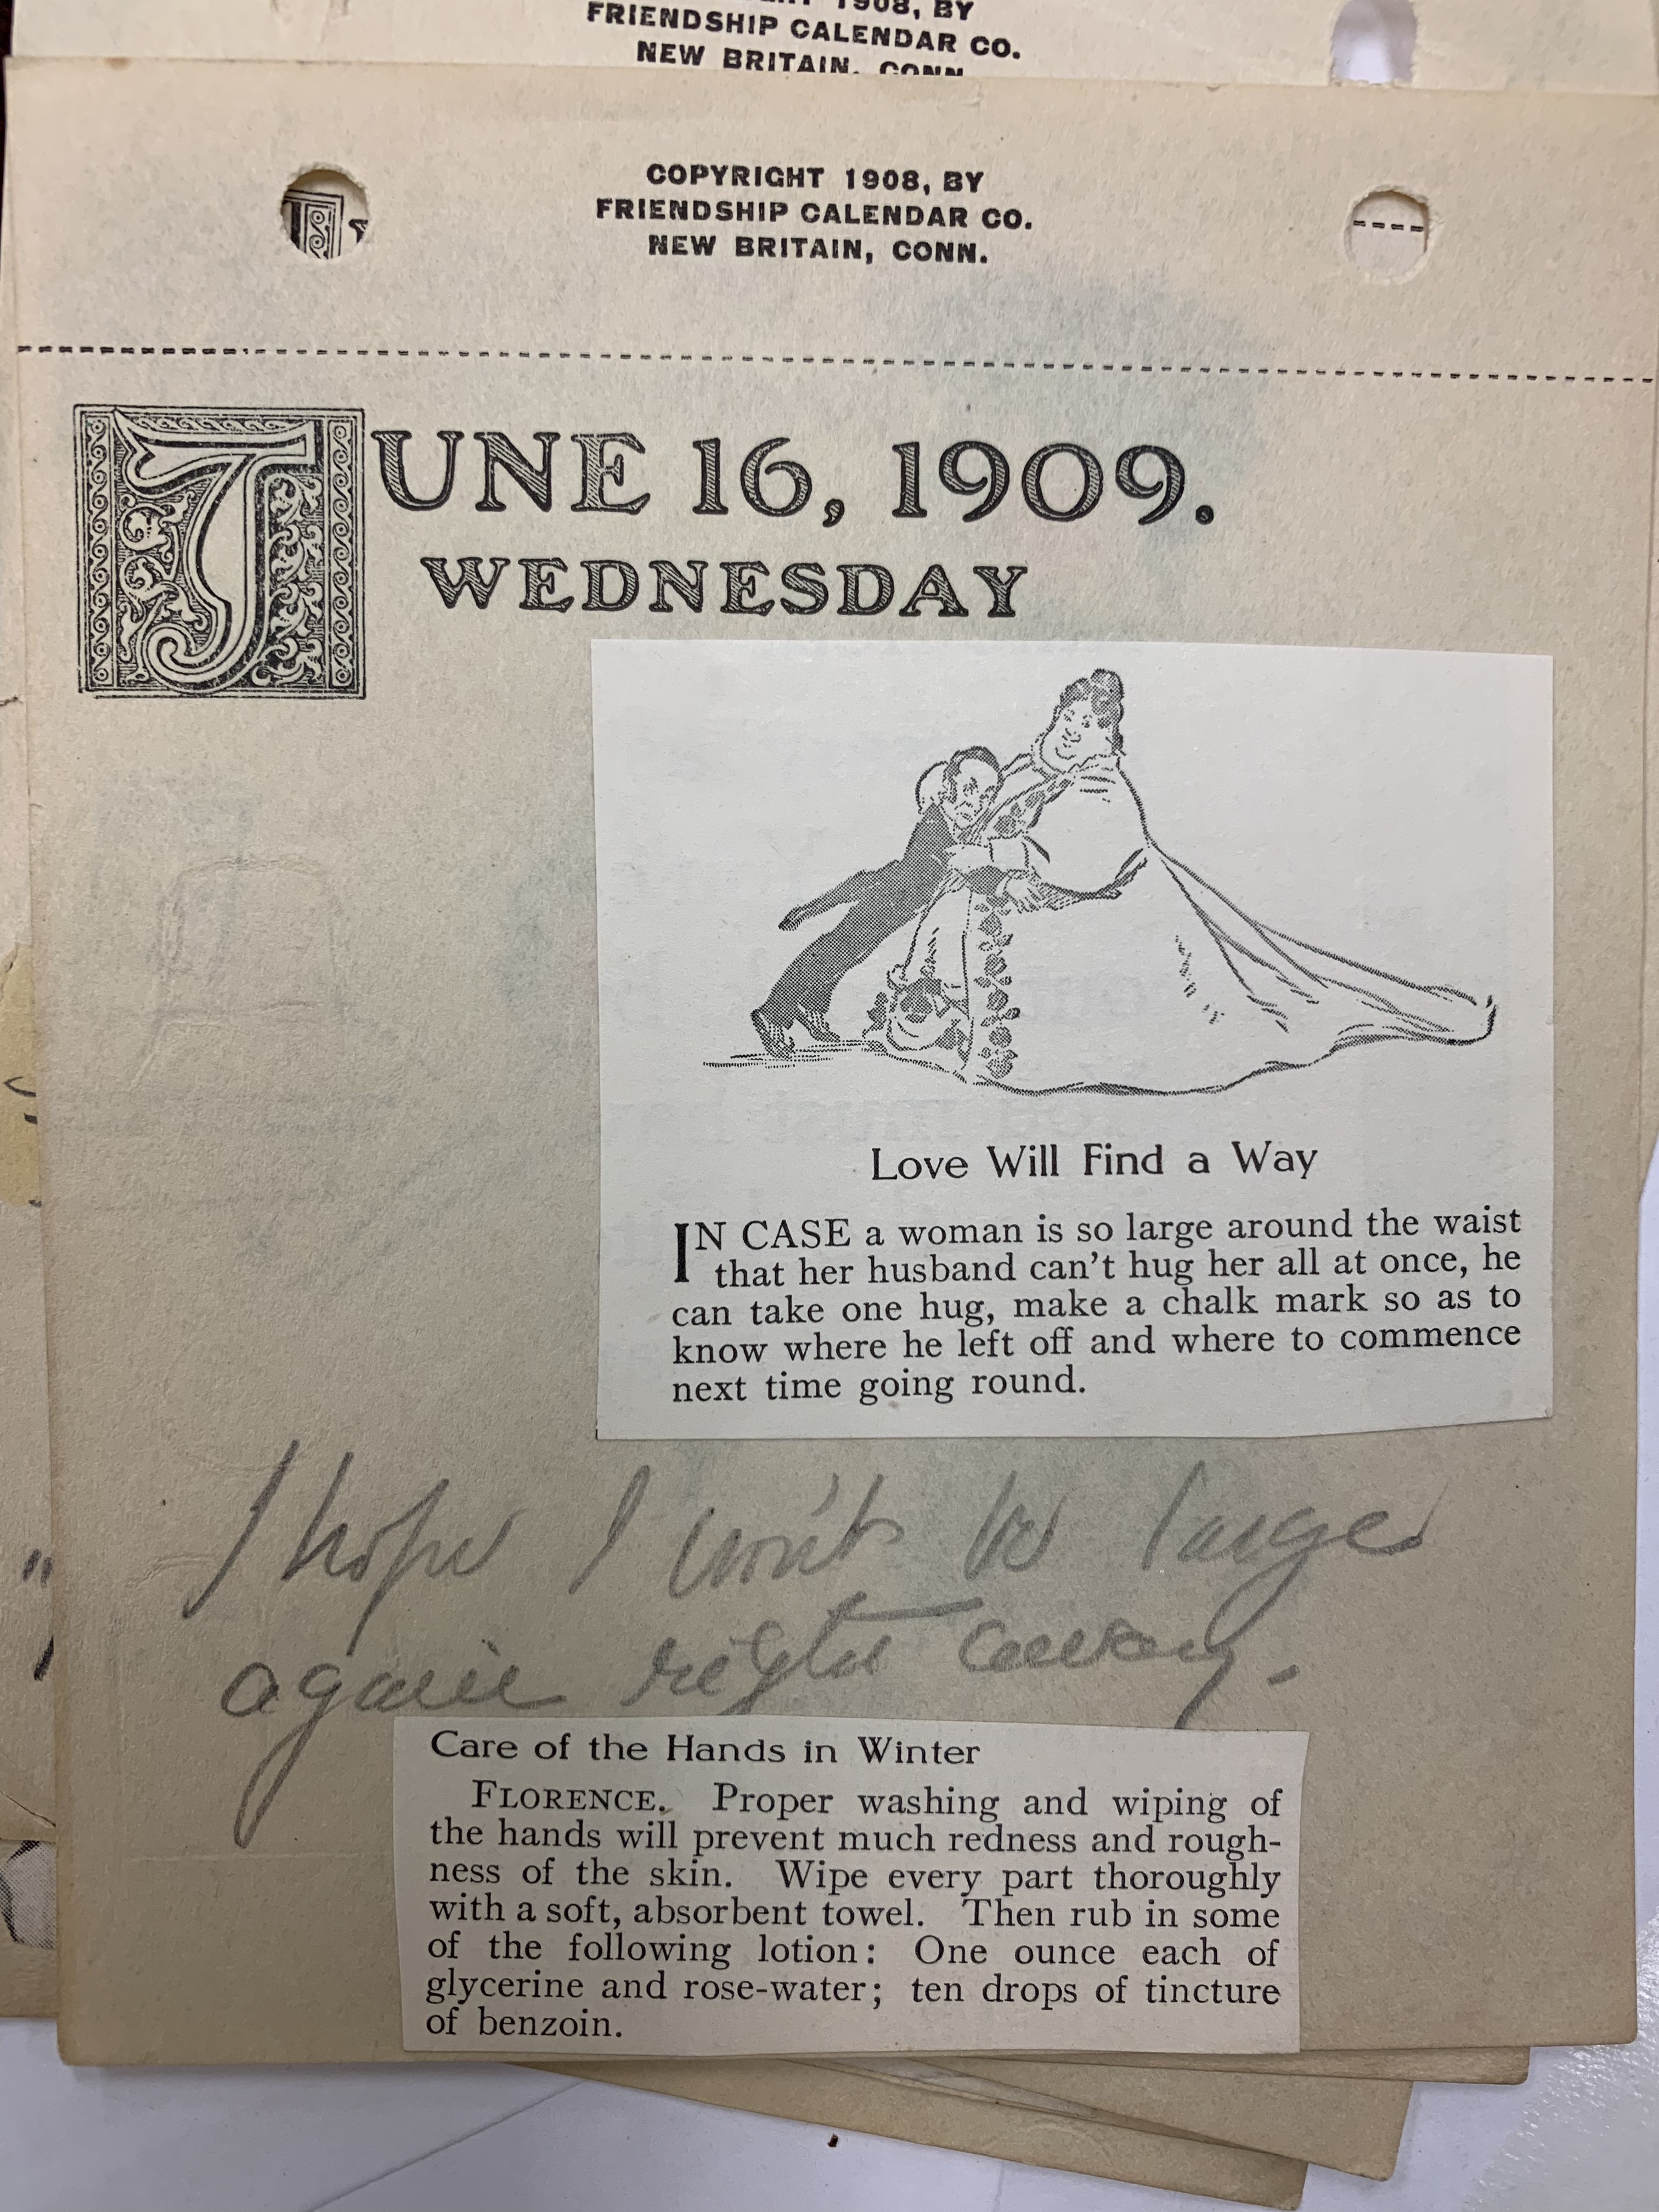 1908, BY
FRIENDSHIP CALENDAR CO.
NEW BRITAIN, CONN.
COPYRIGHT 1908, BY
FRIENDSHIP CALENDAR CO.
NEW BRITAIN, CONN.
JUNE 16, 1909.
WEDNESDAY
Love Will Find a Way
IN CASE a woman is so large around the waist
that her husband can't hug her all at once, he
can take one hug, make a chalk mark so as to
know where he left off and where to commence
next time going round.
I hope I won't be large
again right away.
Care of the Hands in Winter
FLORENCE. Proper washing and wiping of
the hands will prevent much redness and rough-
ness of the skin. Wipe every part thoroughly
with a soft, absorbent towel. Then rub in some
of the following lotion: One ounce each of
glycerine and rose-water; ten drops of tincture
of benzoin.